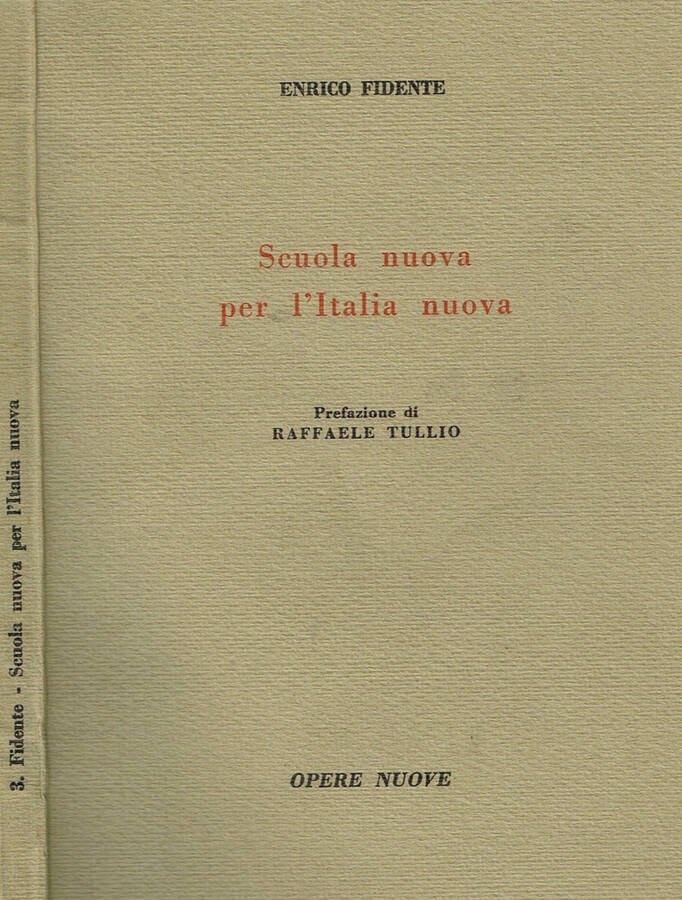 ENRICO FIDENTE
Scuola nuova
per l'Italia nuova
Prefazione di
RAFFAELE TULLIO
OPERE NUOVE
3. Fidente - Scuola nuova per l'Italia nuova